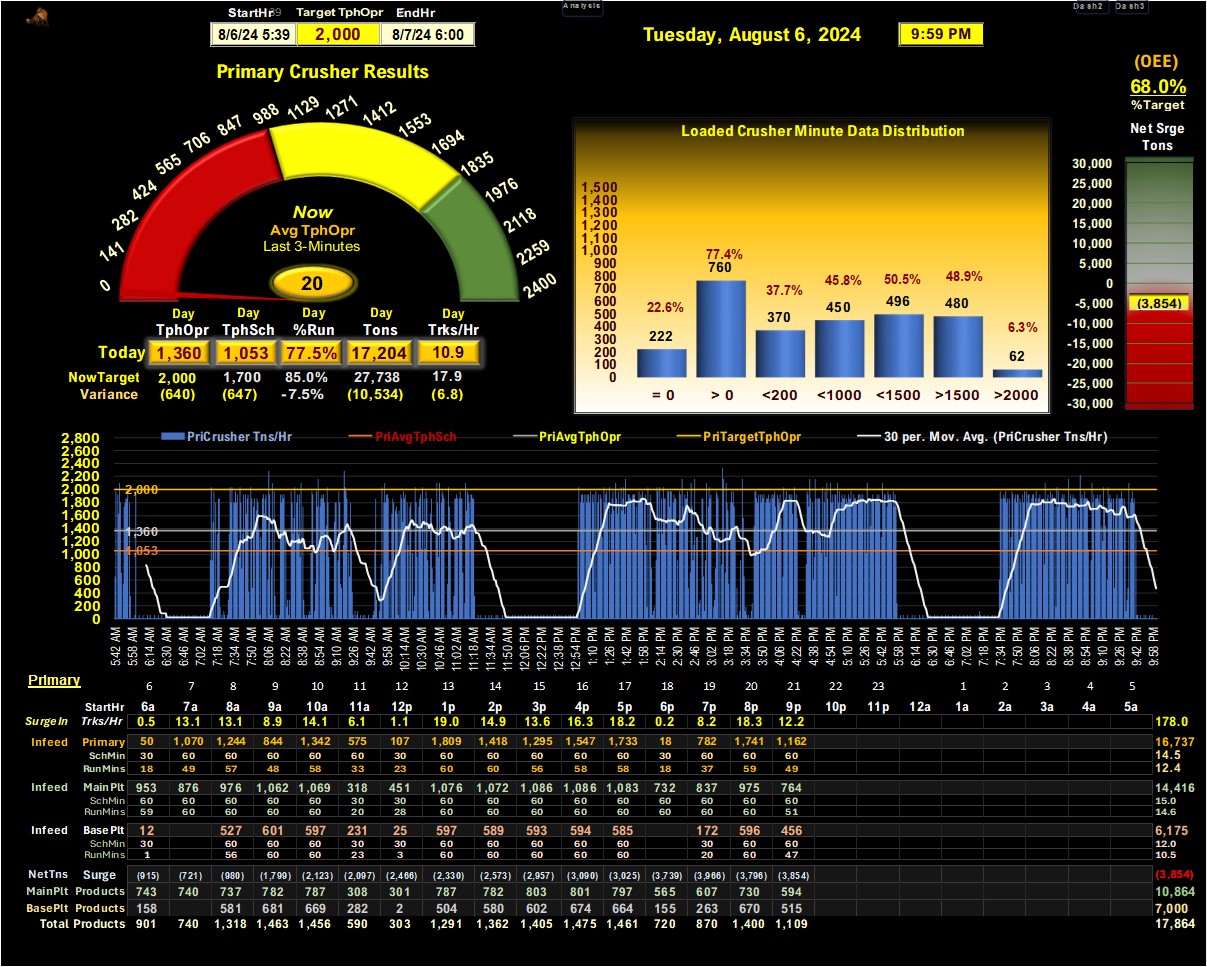 StartHr Target TphOpr EndHr
8/6/24 5:39 2,000 8/7/24 6:00
Analysis
Dash2 Dash3
Tuesday, August 6, 2024 9:59 PM
Primary Crusher Results
0 141 282 424 565 706 847 988 1129 1271 1412 1553 1694 1835 1976 2118 2259 2400
Now
Avg TphOpr
Last 3-Minutes
20
Day Day Day Day Day
TphOpr TphSch %Run Tons Trks/Hr
Today 1,360 1,053 77.5% 17,204 10.9
NowTarget 2,000 1,700 85.0% 27,738 17.9
Variance (640) (647) -7.5% (10,534) (6.8)
Loaded Crusher Minute Data Distribution
1,500
1,400
1,300
1,200
1,100
1,000
900
800
700
600
500
400
300
200
100
0
22.6% 77.4% 37.7% 45.8% 50.5% 48.9% 6.3%
222 760 370 450 496 480 62
= 0 > 0 <200 <1000 <1500 >1500 >2000
(OEE)
68.0%
%Target
Net Srge
Tons
30,000
25,000
20,000
15,000
10,000
5,000
0
-5,000
-10,000
-15,000
-20,000
-25,000
-30,000
(3,854)
PriCrusher Tns/Hr PriAvgTphSch PriAvgTphOpr PriTargetTphOpr 30 per. Mov. Avg. (PriCrusher Tns/Hr)
2,800
2,600
2,400
2,200
2,000
1,800
1,600
1,400
1,200
1,000
800
600
400
200
0
2,000
1,360
1,053
5:42 AM 5:58 AM 6:14 AM 6:30 AM 6:46 AM 7:02 AM 7:18 AM 7:34 AM 7:50 AM 8:06 AM 8:22 AM 8:38 AM 8:54 AM 9:10 AM 9:26 AM 9:42 AM 9:58 AM 10:14 AM 10:30 AM 10:46 AM 11:02 AM 11:18 AM 11:34 AM 11:50 AM 12:06 PM 12:22 PM 12:38 PM 12:54 PM 1:10 PM 1:26 PM 1:42 PM 1:58 PM 2:14 PM 2:30 PM 2:46 PM 3:02 PM 3:18 PM 3:34 PM 3:50 PM 4:06 PM 4:22 PM 4:38 PM 4:54 PM 5:10 PM 5:26 PM 5:42 PM 5:58 PM 6:14 PM 6:30 PM 6:46 PM 7:02 PM 7:18 PM 7:34 PM 7:50 PM 8:06 PM 8:22 PM 8:38 PM 8:54 PM 9:10 PM 9:26 PM 9:42 PM 9:58 PM
Primary
6 7 8 9 10 11 12 13 14 15 16 17 18 19 20 21 22 23 1 2 3 4 5
StartHr 6a 7a 8a 9a 10a 11a 12p 1p 2p 3p 4p 5p 6p 7p 8p 9p 10p 11p 12a 1a 2a 3a 4a 5a
SurgeIn Trks/Hr 0.5 13.1 13.1 8.9 14.1 6.1 1.1 19.0 14.9 13.6 16.3 18.2 0.2 8.2 18.3 12.2 178.0
Infeed Primary 50 1,070 1,244 844 1,342 575 107 1,809 1,418 1,295 1,547 1,733 18 782 1,741 1,162 16,737
SchMin 30 60 60 60 60 60 60 60 60 60 60 60 30 60 60 60 14.5
RunMins 18 49 57 48 58 33 23 60 60 56 58 58 18 37 59 49 12.4
Infeed MainPlt 953 876 976 1,062 1,069 318 451 1,076 1,072 1,086 1,086 1,083 732 837 975 764 14,416
SchMin 60 60 60 60 60 30 30 60 60 60 60 60 60 60 60 60 15.0
RunMins 59 60 60 60 60 20 28 60 60 60 60 60 60 60 60 51 14.6
Infeed BasePlt 12 527 601 597 231 25 597 589 593 594 585 172 596 456 6,175
SchMin 30 60 60 60 30 30 60 60 60 60 60 60 60 60 12.0
RunMins 1 56 60 60 23 3 60 60 60 60 60 20 60 47 10.5
NetTns Surge (915) (721) (980) (1,799) (2,123) (2,097) (2,466) (2,330) (2,573) (2,957) (3,090) (3,025) (3,739) (3,966) (3,796) (3,854) (3,854)
MainPlt Products 743 740 737 782 787 308 301 787 782 803 801 797 565 607 730 594 10,864
BasePlt Products 158 581 681 669 282 2 504 580 602 674 664 155 263 670 515 7,000
Total Products 901 740 1,318 1,463 1,456 590 303 1,291 1,362 1,405 1,475 1,461 720 870 1,400 1,109 17,864